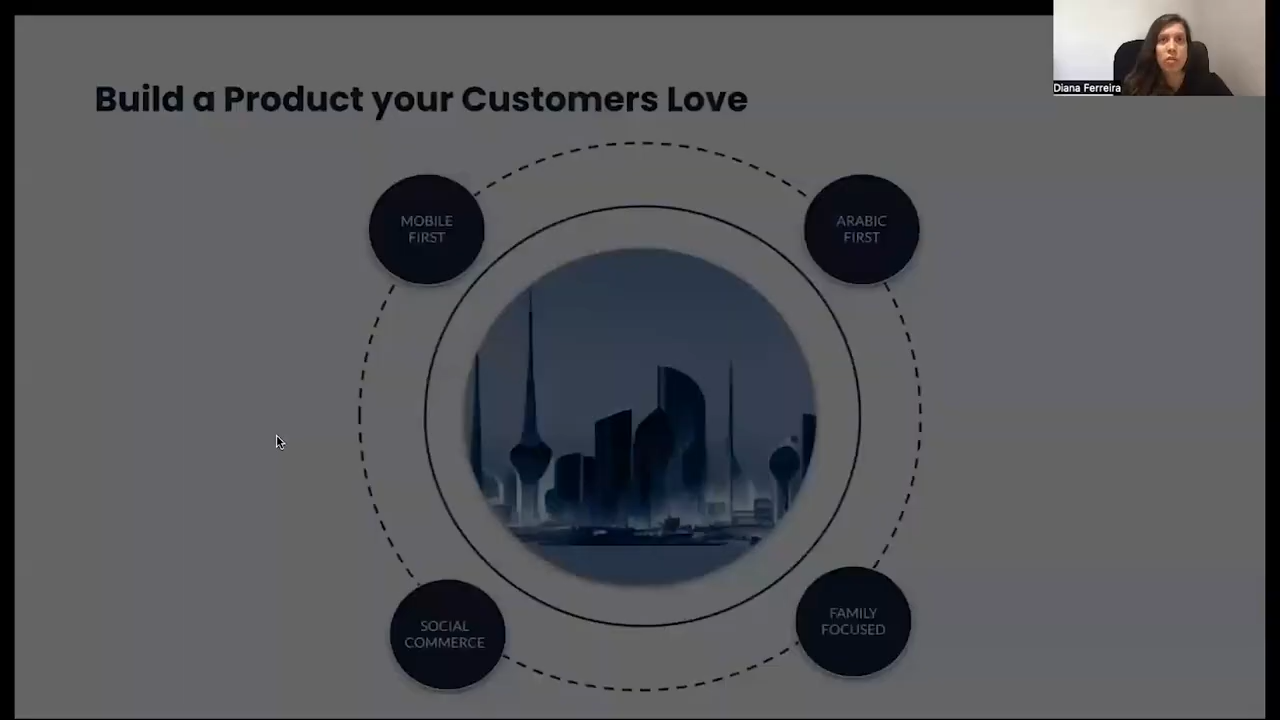 Build a Product your Customers Love
Diana Ferreira
MOBILE
FIRST
ARABIC
FIRST
SOCIAL
COMMERCE
FAMILY
FOCUSED